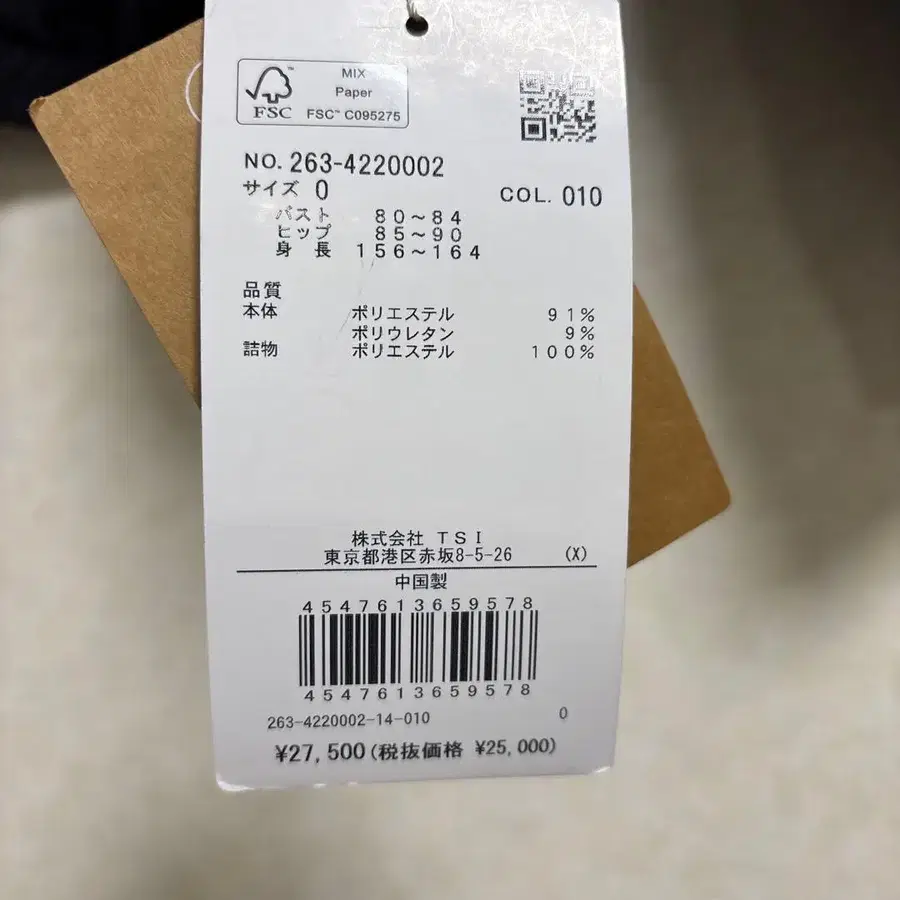 MIX
Paper
FSC
FSC™ C095275
NO. 263-4220002
サイズ 0
COL. 010
バスト 80～84
ヒップ 85～90
身 長 156～164
品質
本体 ポリエステル 91%
ポリウレタン 9%
詰物 ポリエステル 100%
株式会社 TSI
東京都港区赤坂8-5-26 (X)
中国製
4547613659578
4547613659578
263-4220002-14-010 0
¥27,500(税抜価格 ¥25,000)